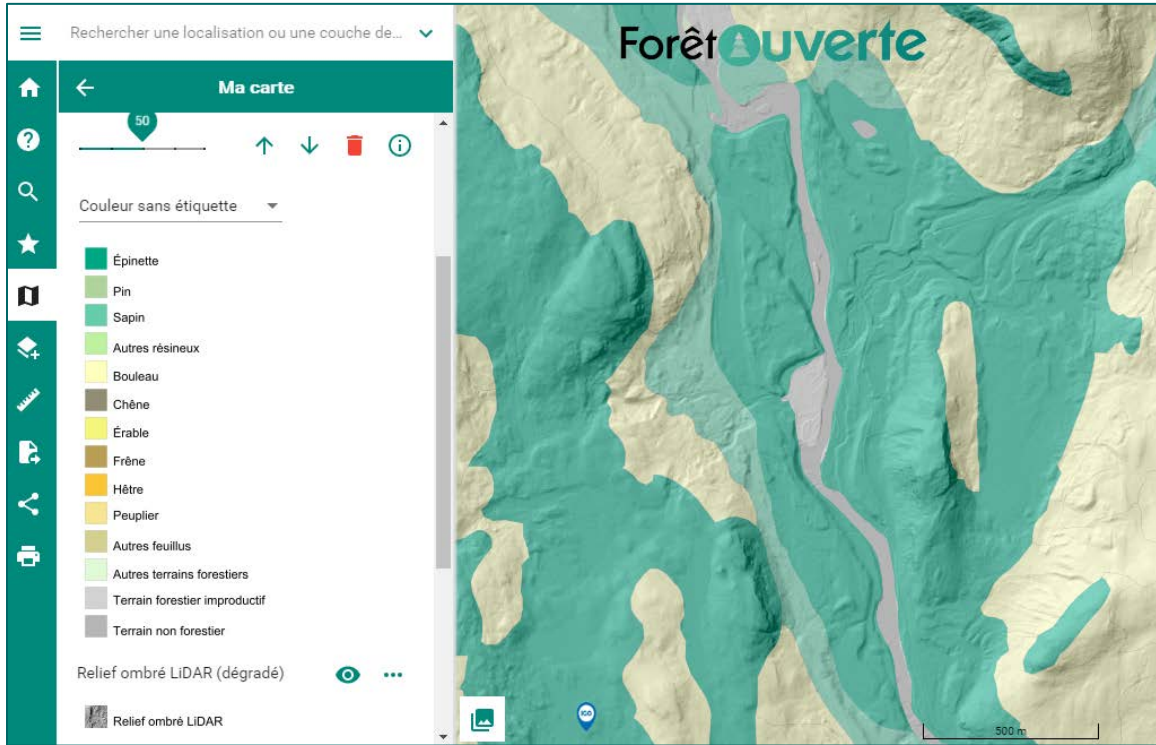 Rechercher une localisation ou une couche de...
ForêtOuverte
Ma carte
50
Couleur sans étiquette
Épinette
Pin
Sapin
Autres résineux
Bouleau
Chêne
Érable
Frêne
Hêtre
Peuplier
Autres feuillus
Autres terrains forestiers
Terrain forestier improductif
Terrain non forestier
Relief ombré LiDAR (dégradé)
Relief ombré LiDAR
IGO
500 m